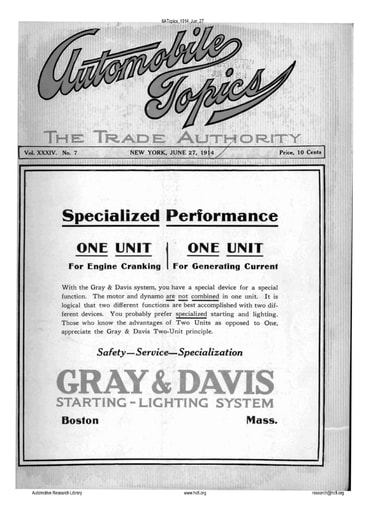 AATopics_1914_Jun_27
Automobile
Topics
THE TRADE AUTHORITY
Vol. XXXIV. No. 7 NEW YORK, JUNE 27, 1914 Price, 10 Cents
Specialized Performance
ONE UNIT ONE UNIT
For Engine Cranking For Generating Current
With the Gray & Davis system, you have a special device for a special
function. The motor and dynamo are not combined in one unit. It is
logical that two different functions are best accomplished with two dif-
ferent devices. You probably prefer specialized starting and lighting.
Those who know the advantages of Two Units as opposed to One,
appreciate the Gray & Davis Two-Unit principle.
Safety—Service—Specialization
GRAY & DAVIS
STARTING-LIGHTING SYSTEM
Boston Mass.
Automotive Research Library www.hcfi.org research@hcfi.org